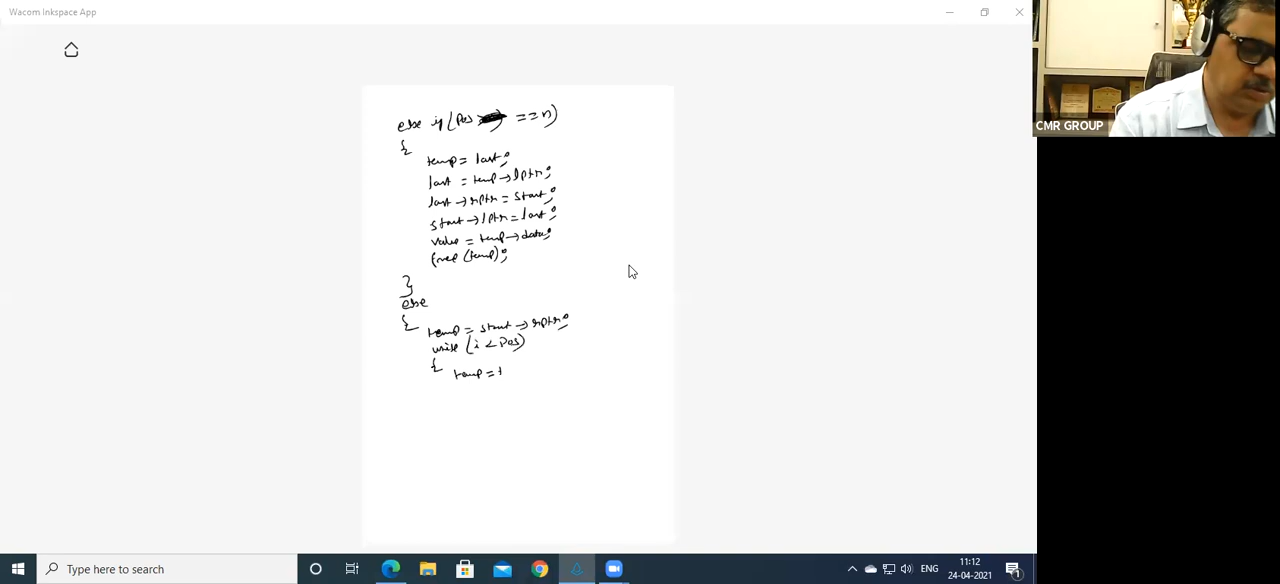 Wacom Inkspace App
CMR GROUP
else if (Pos == n)
{
temp = last;
last = temp → lptr;
last → rptr = start;
start → lptr = last;
value = temp → data;
free (temp);
}
else
{
temp = start → rptr;
while (i < Pos)
{
temp = t
Type here to search
ENG
11:12
24-04-2021
1